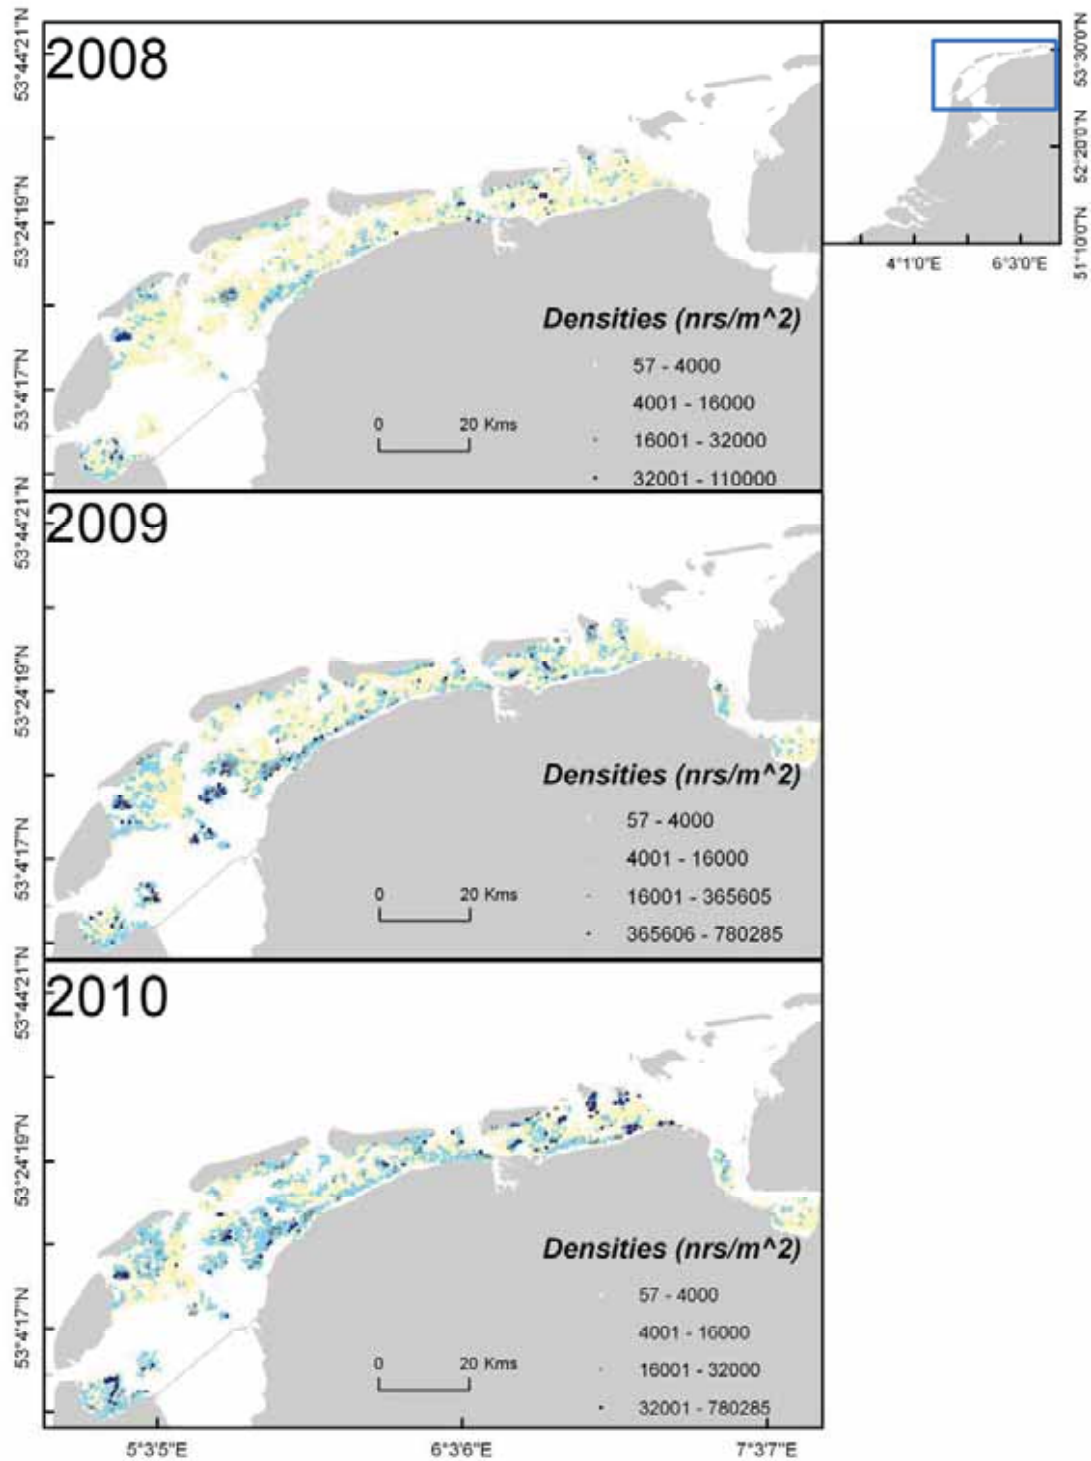 2008
53°44'21"N
53°24'19"N
53°4'17"N
Densities (nrs/m^2)
57 - 4000
4001 - 16000
16001 - 32000
32001 - 110000
0 20 Kms
53°30'0"N
52°20'0"N
51°10'0"N
4°1'0"E 6°3'0"E
2009
53°44'21"N
53°24'19"N
53°4'17"N
Densities (nrs/m^2)
57 - 4000
4001 - 16000
16001 - 365605
365606 - 780285
0 20 Kms
2010
53°44'21"N
53°24'19"N
53°4'17"N
Densities (nrs/m^2)
57 - 4000
4001 - 16000
16001 - 32000
32001 - 780285
0 20 Kms
5°3'5"E 6°3'6"E 7°3'7"E